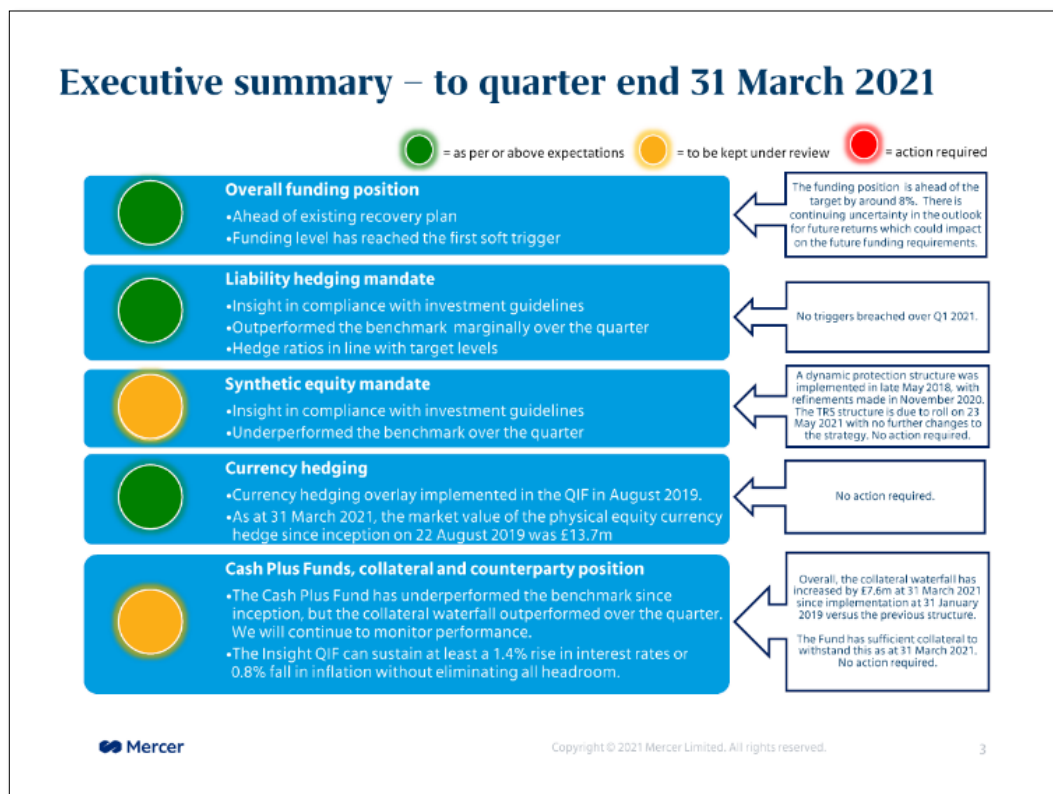 Executive summary – to quarter end 31 March 2021
= as per or above expectations
= to be kept under review
= action required
Overall funding position
•Ahead of existing recovery plan
•Funding level has reached the first soft trigger
The funding position is ahead of the
target by around 8%. There is
continuing uncertainty in the outlook
for future returns which could impact
on the future funding requirements.
Liability hedging mandate
•Insight in compliance with investment guidelines
•Outperformed the benchmark marginally over the quarter
•Hedge ratios in line with target levels
No triggers breached over Q1 2021.
Synthetic equity mandate
•Insight in compliance with investment guidelines
•Underperformed the benchmark over the quarter
A dynamic protection structure was
implemented in late May 2018, with
refinements made in November 2020.
The TRS structure is due to roll on 23
May 2021 with no further changes to
the strategy. No action required.
Currency hedging
•Currency hedging overlay implemented in the QIF in August 2019.
•As at 31 March 2021, the market value of the physical equity currency
hedge since inception on 22 August 2019 was £13.7m
No action required.
Cash Plus Funds, collateral and counterparty position
•The Cash Plus Fund has underperformed the benchmark since
inception, but the collateral waterfall outperformed over the quarter.
We will continue to monitor performance.
•The Insight QIF can sustain at least a 1.4% rise in interest rates or
0.8% fall in inflation without eliminating all headroom.
Overall, the collateral waterfall has
increased by £7.6m at 31 March 2021
since implementation at 31 January
2019 versus the previous structure.
The Fund has sufficient collateral to
withstand this as at 31 March 2021.
No action required.
Mercer
Copyright © 2021 Mercer Limited. All rights reserved.
3